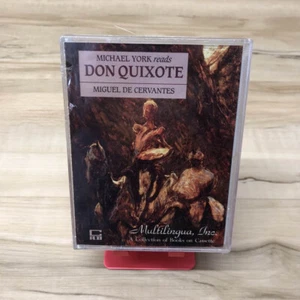 MICHAEL YORK reads
DON QUIXOTE
MIGUEL DE CERVANTES
Multilingua, Inc.
A Collection of Books on Cassette